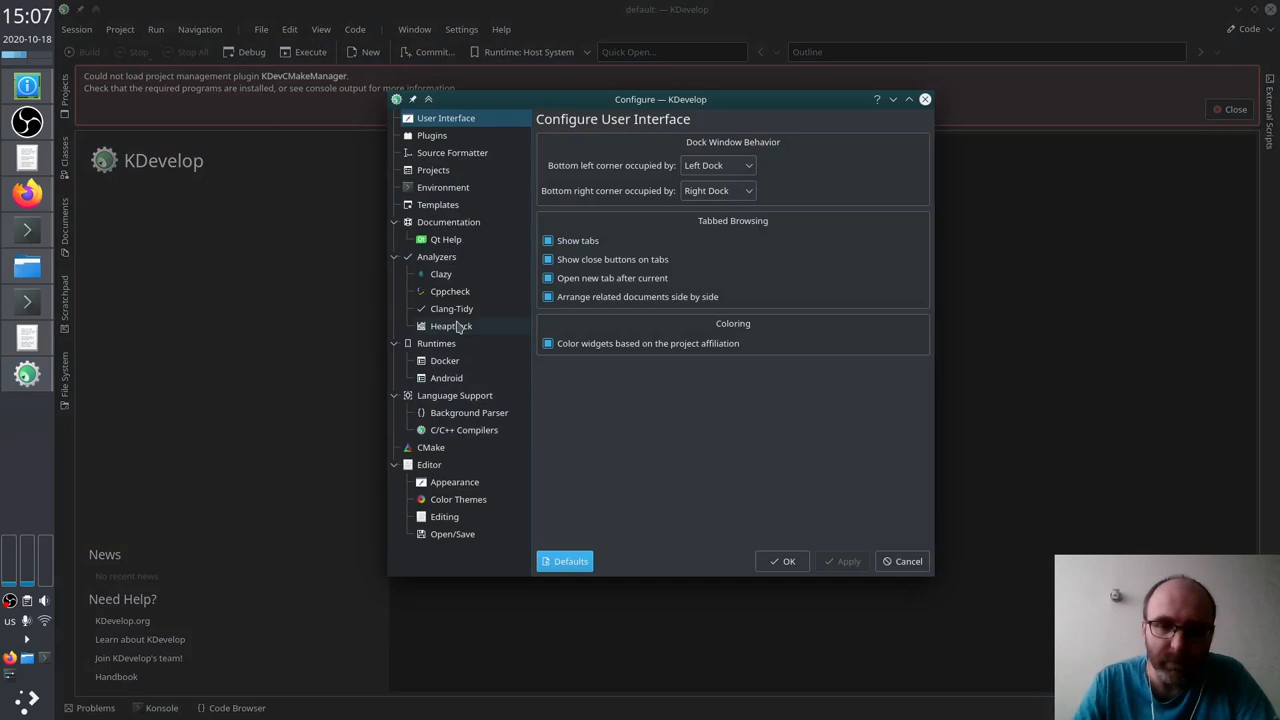 15:07
2020-10-18
default: — KDevelop
Session Project Run Navigation File Edit View Code Window Settings Help
Code
Build Stop Stop All Debug Execute New Commit... Runtime: Host System Quick Open... Outline
Could not load project management plugin KDevCMakeManager.
Check that the required programs are installed, or see console output for more information.
Close
Projects
Classes
Documents
Scratchpad
File System
External Scripts
KDevelop
Configure — KDevelop
User Interface
Plugins
Source Formatter
Projects
Environment
Templates
Documentation
Qt Help
Analyzers
Clazy
Cppcheck
Clang-Tidy
Heaptrack
Runtimes
Docker
Android
Language Support
Background Parser
C/C++ Compilers
CMake
Editor
Appearance
Color Themes
Editing
Open/Save
Configure User Interface
Dock Window Behavior
Bottom left corner occupied by: Left Dock
Bottom right corner occupied by: Right Dock
Tabbed Browsing
Show tabs
Show close buttons on tabs
Open new tab after current
Arrange related documents side by side
Coloring
Color widgets based on the project affiliation
Defaults OK Apply Cancel
News
No recent news
Need Help?
KDevelop.org
Learn about KDevelop
Join KDevelop's team!
Handbook
us
Problems Konsole Code Browser